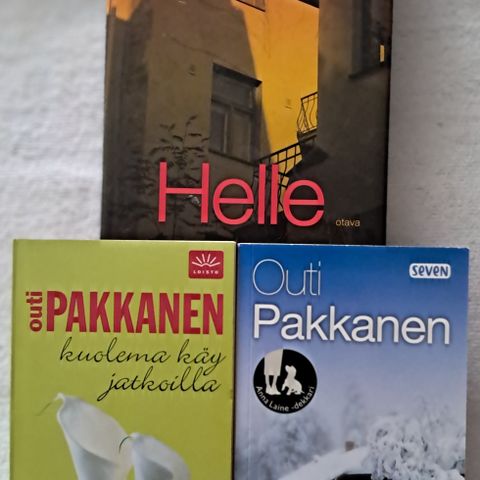 Helle
otava
LOISTO
outi
PAKKANEN
kuolema käy
jatkoilla
seven
Outi
Pakkanen
Anna Laine -dekkari